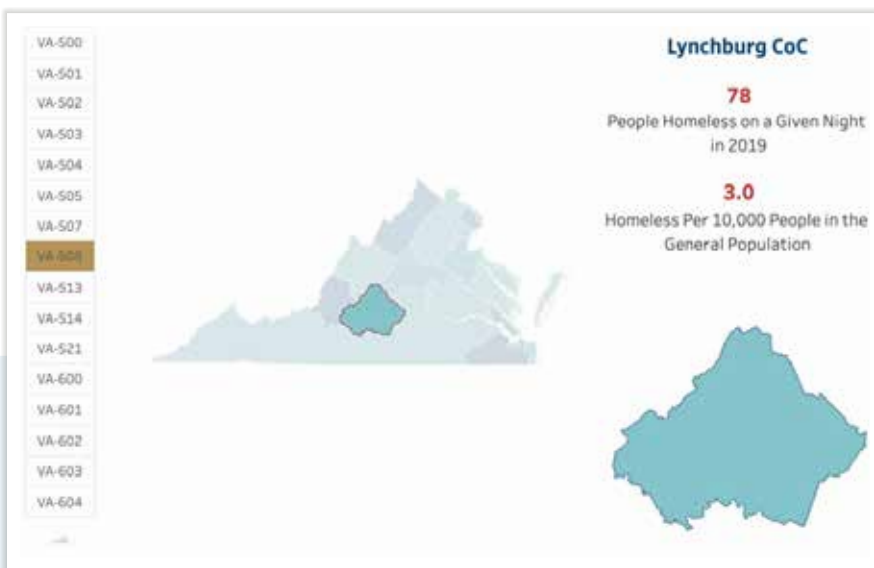 VA-500
VA-501
VA-502
VA-503
VA-504
VA-505
VA-507
VA-508
VA-513
VA-514
VA-521
VA-600
VA-601
VA-602
VA-603
VA-604
Lynchburg CoC
78
People Homeless on a Given Night
in 2019
3.0
Homeless Per 10,000 People in the
General Population